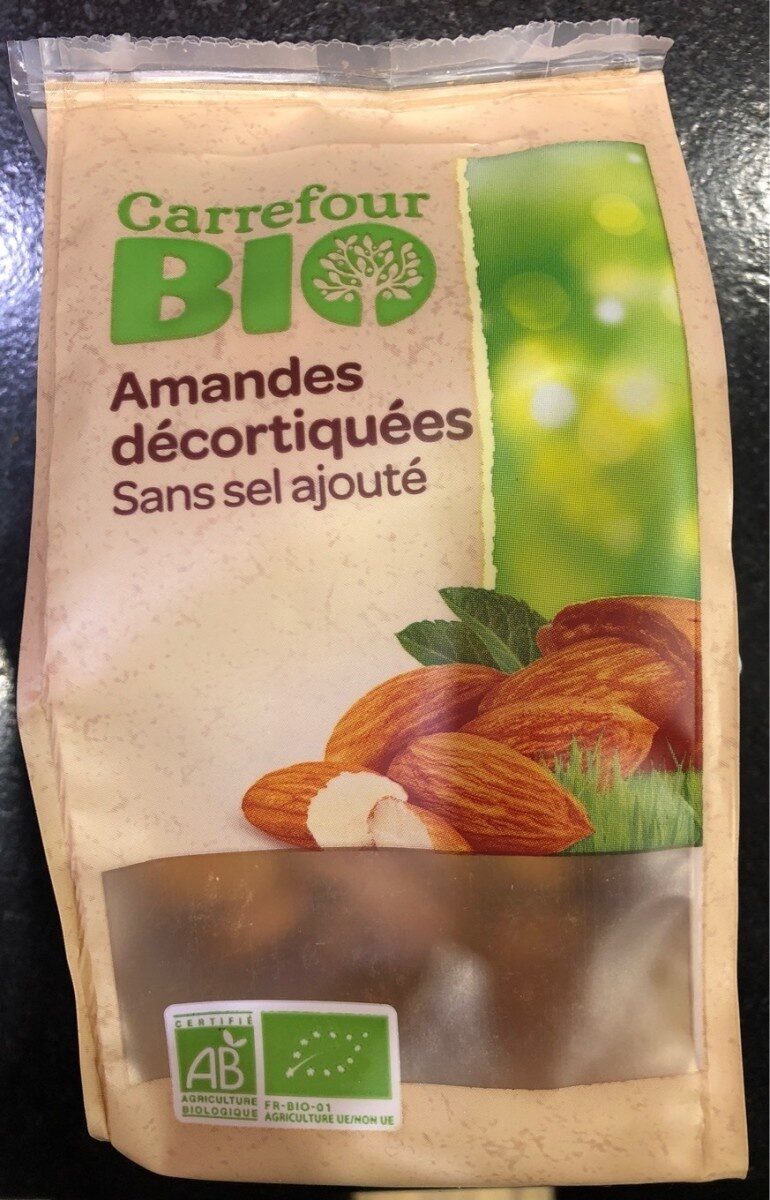 Carrefour
BIO
Amandes
décortiquées
Sans sel ajouté
CERTIFIÉ
AB
AGRICULTURE
BIOLOGIQUE
FR-BIO-01
AGRICULTURE UE/NON UE